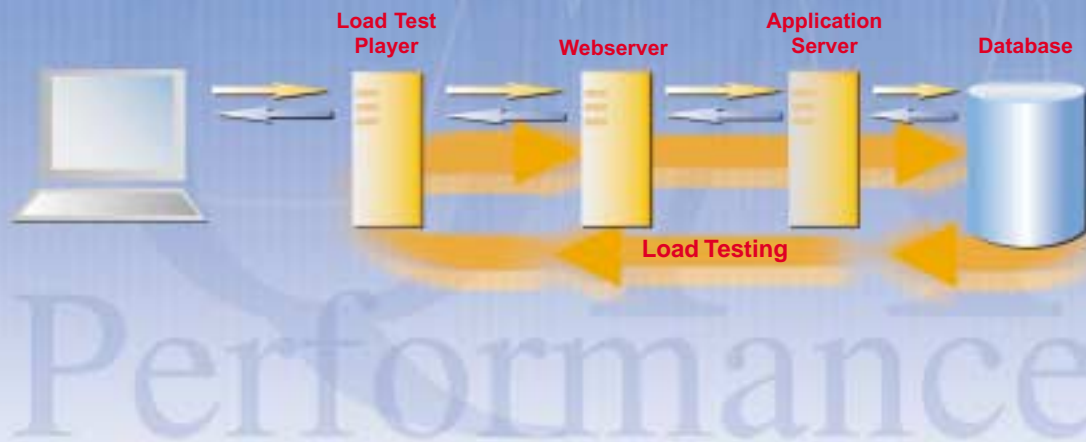 Load Test
Player
Webserver
Application
Server
Database
Load Testing
Performance